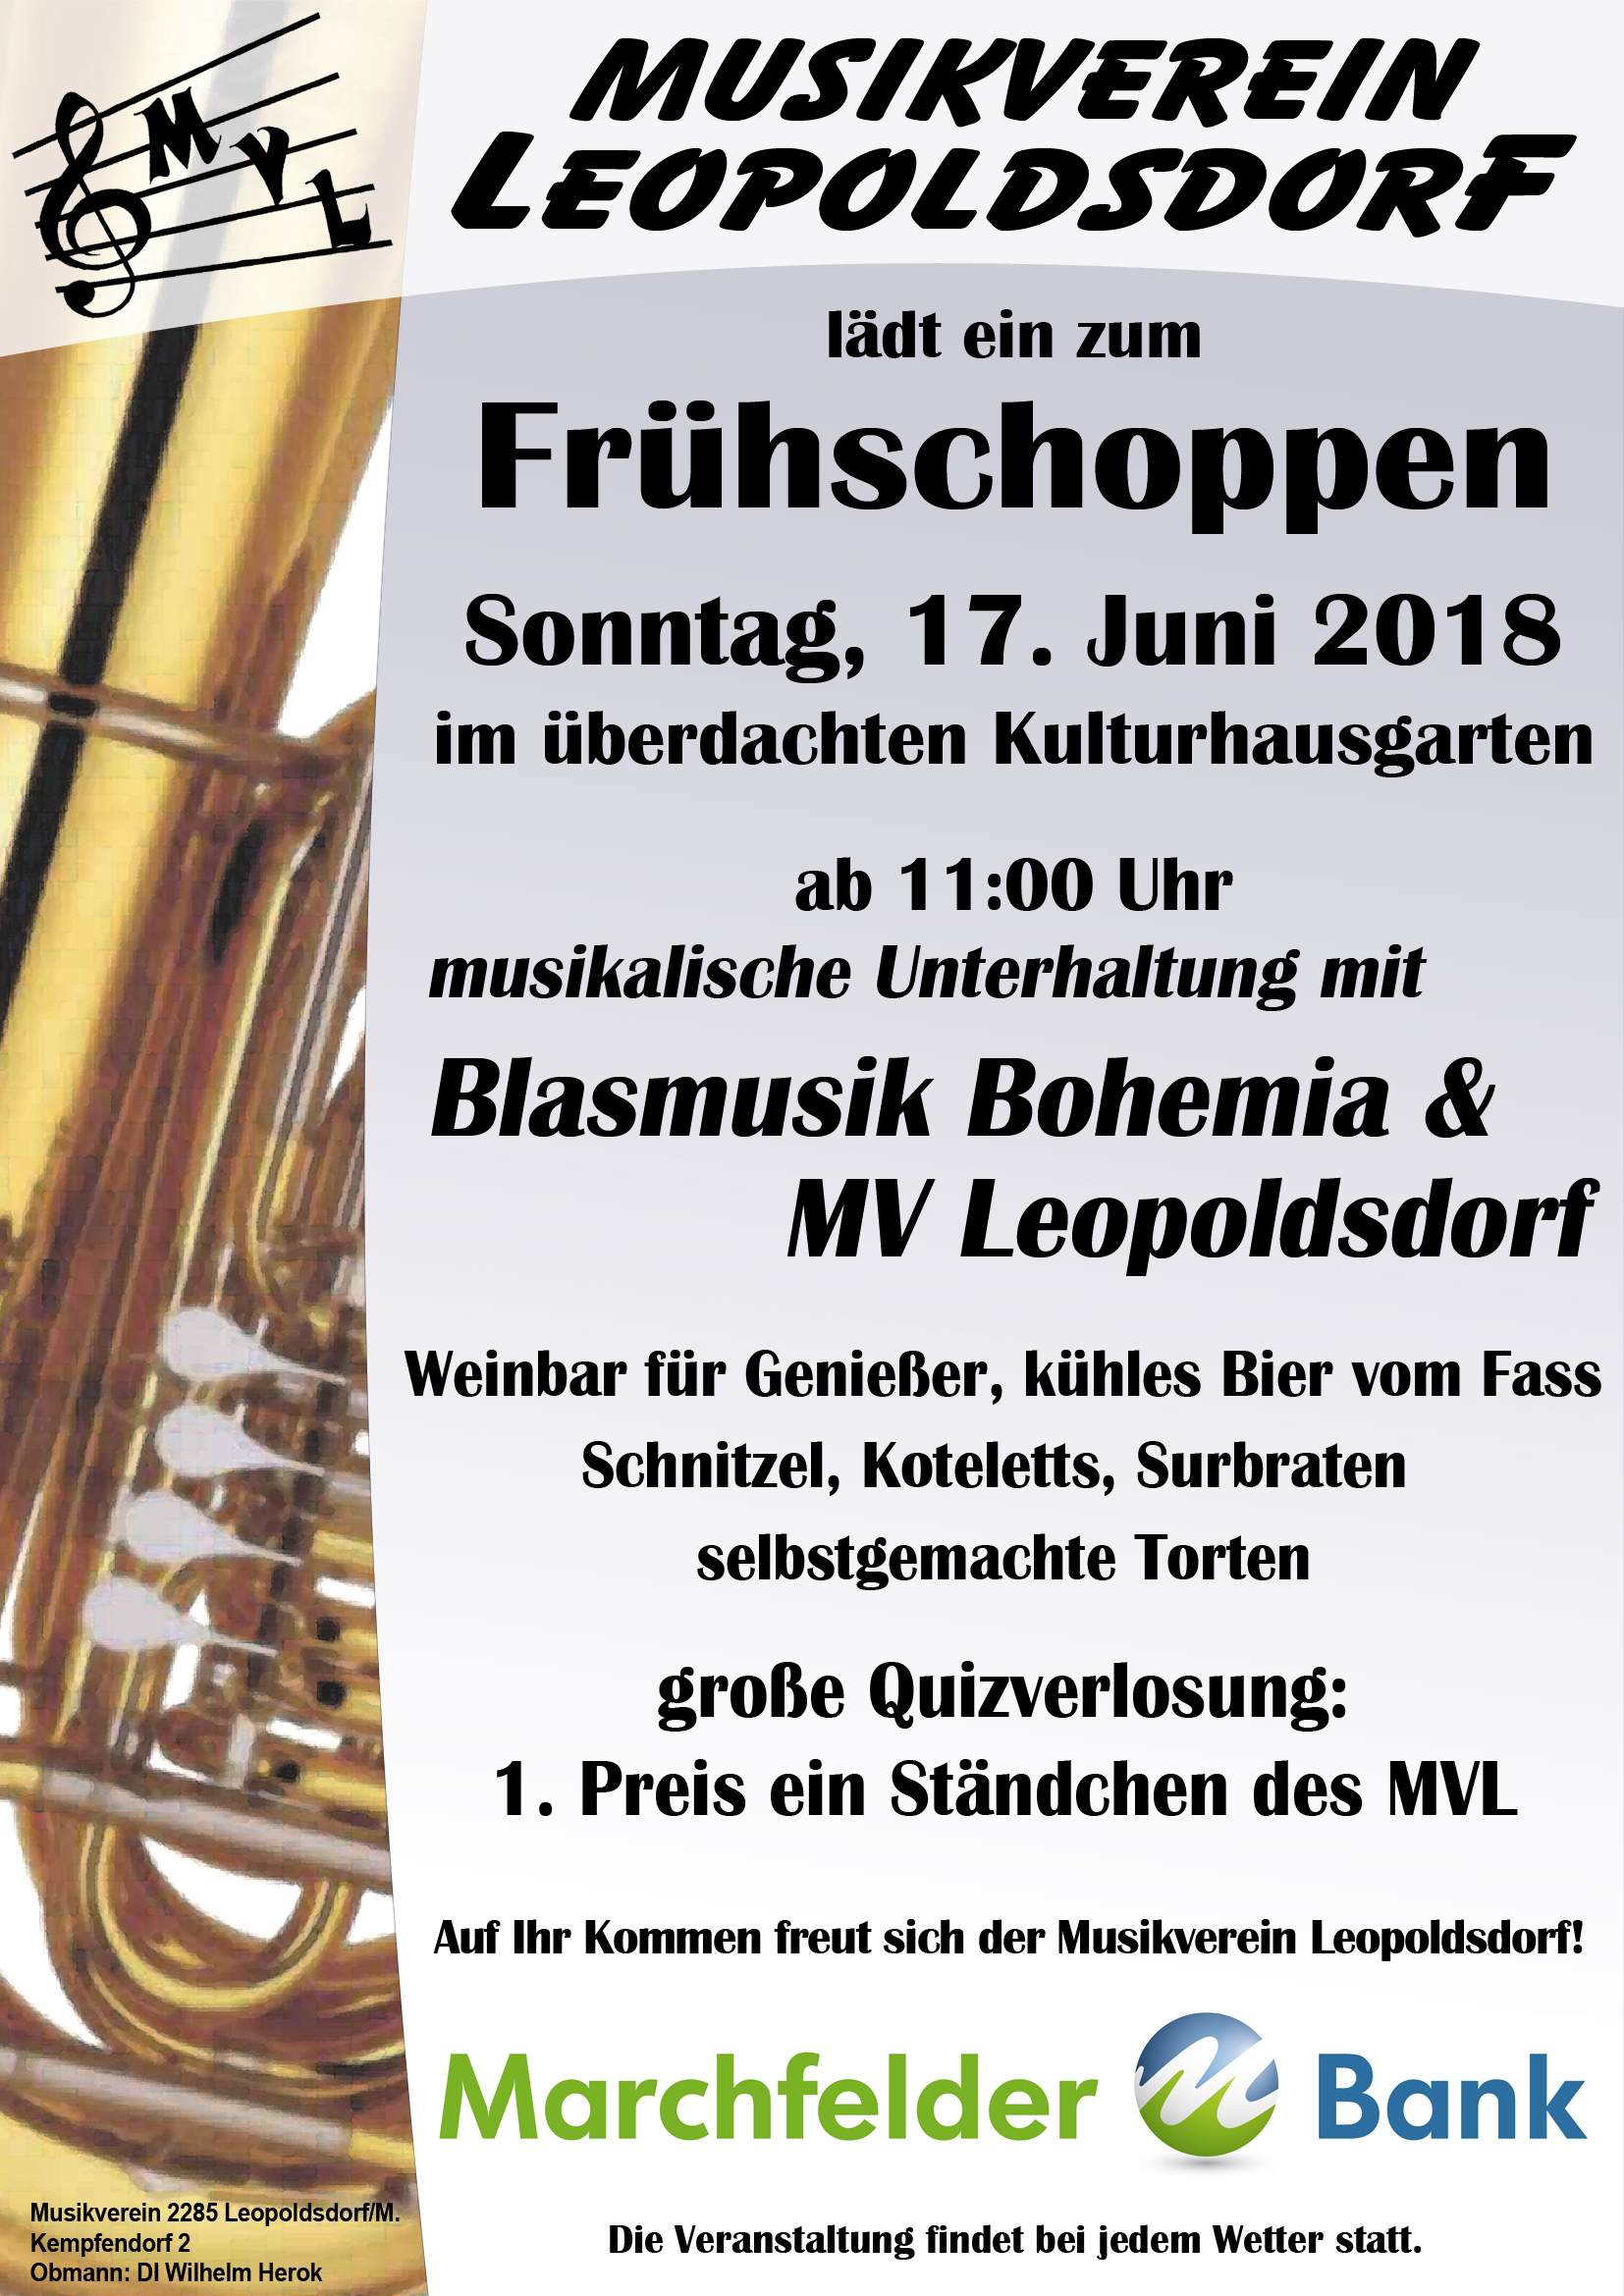 MVL
MUSIKVEREIN
LEOPOLDSDORF
lädt ein zum
Frühschoppen
Sonntag, 17. Juni 2018
im überdachten Kulturhausgarten
ab 11:00 Uhr
musikalische Unterhaltung mit
Blasmusik Bohemia &
MV Leopoldsdorf
Weinbar für Genießer, kühles Bier vom Fass
Schnitzel, Koteletts, Surbraten
selbstgemachte Torten
große Quizverlosung:
1. Preis ein Ständchen des MVL
Auf Ihr Kommen freut sich der Musikverein Leopoldsdorf!
Marchfelder Bank
Musikverein 2285 Leopoldsdorf/M.
Kempfendorf 2
Obmann: DI Wilhelm Herok
Die Veranstaltung findet bei jedem Wetter statt.